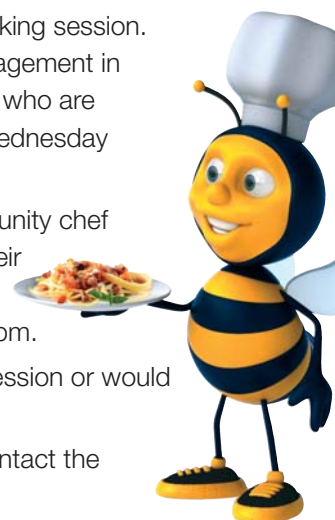 king session.
agement in
who are
ednesday
unity chef
eir
om.
ession or would
ntact the